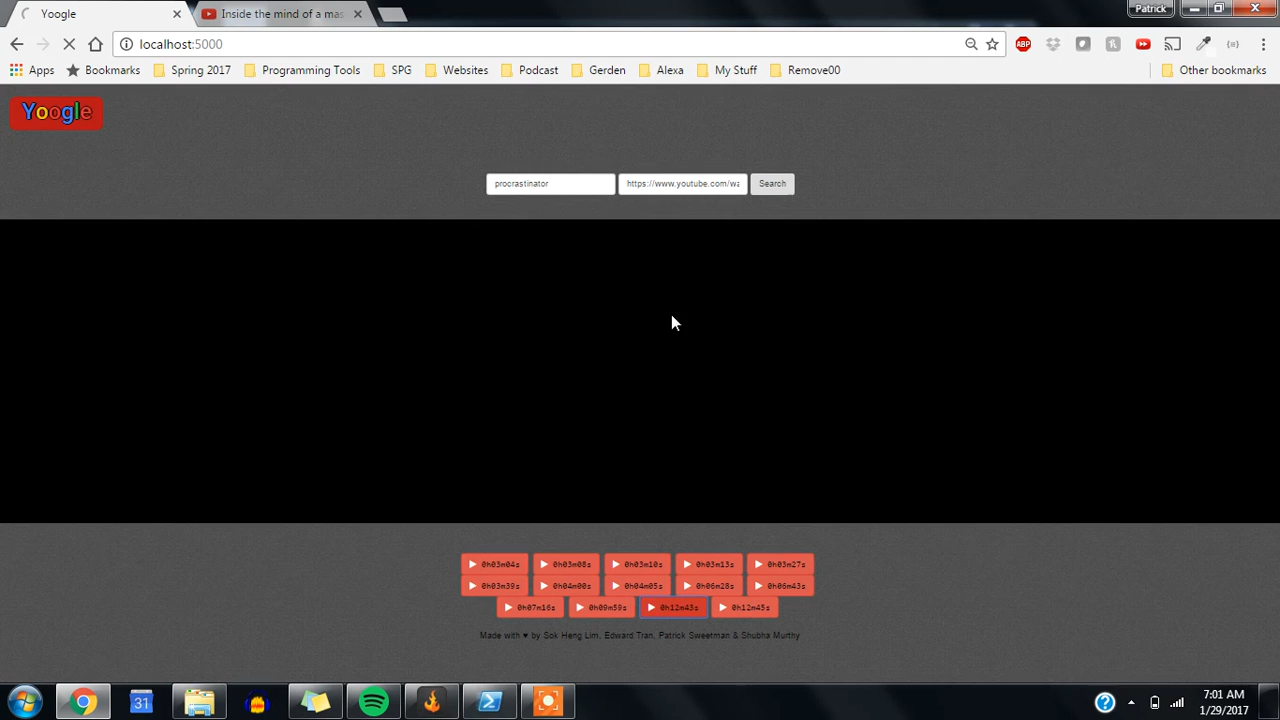 Yoogle
Inside the mind of a mas
Patrick
localhost:5000
ABP
Apps Bookmarks Spring 2017 Programming Tools SPG Websites Podcast Gerden Alexa My Stuff Remove00 Other bookmarks
Yoogle
procrastinator https://www.youtube.com/wa Search
0h03m04s 0h03m08s 0h03m10s 0h03m13s 0h03m27s
0h03m39s 0h04m00s 0h04m05s 0h06m28s 0h06m43s
0h07m16s 0h09m59s 0h12m43s 0h12m45s
Made with ♥ by Sok Heng Lim, Edward Tran, Patrick Sweetman & Shubha Murthy
31
7:01 AM
1/29/2017